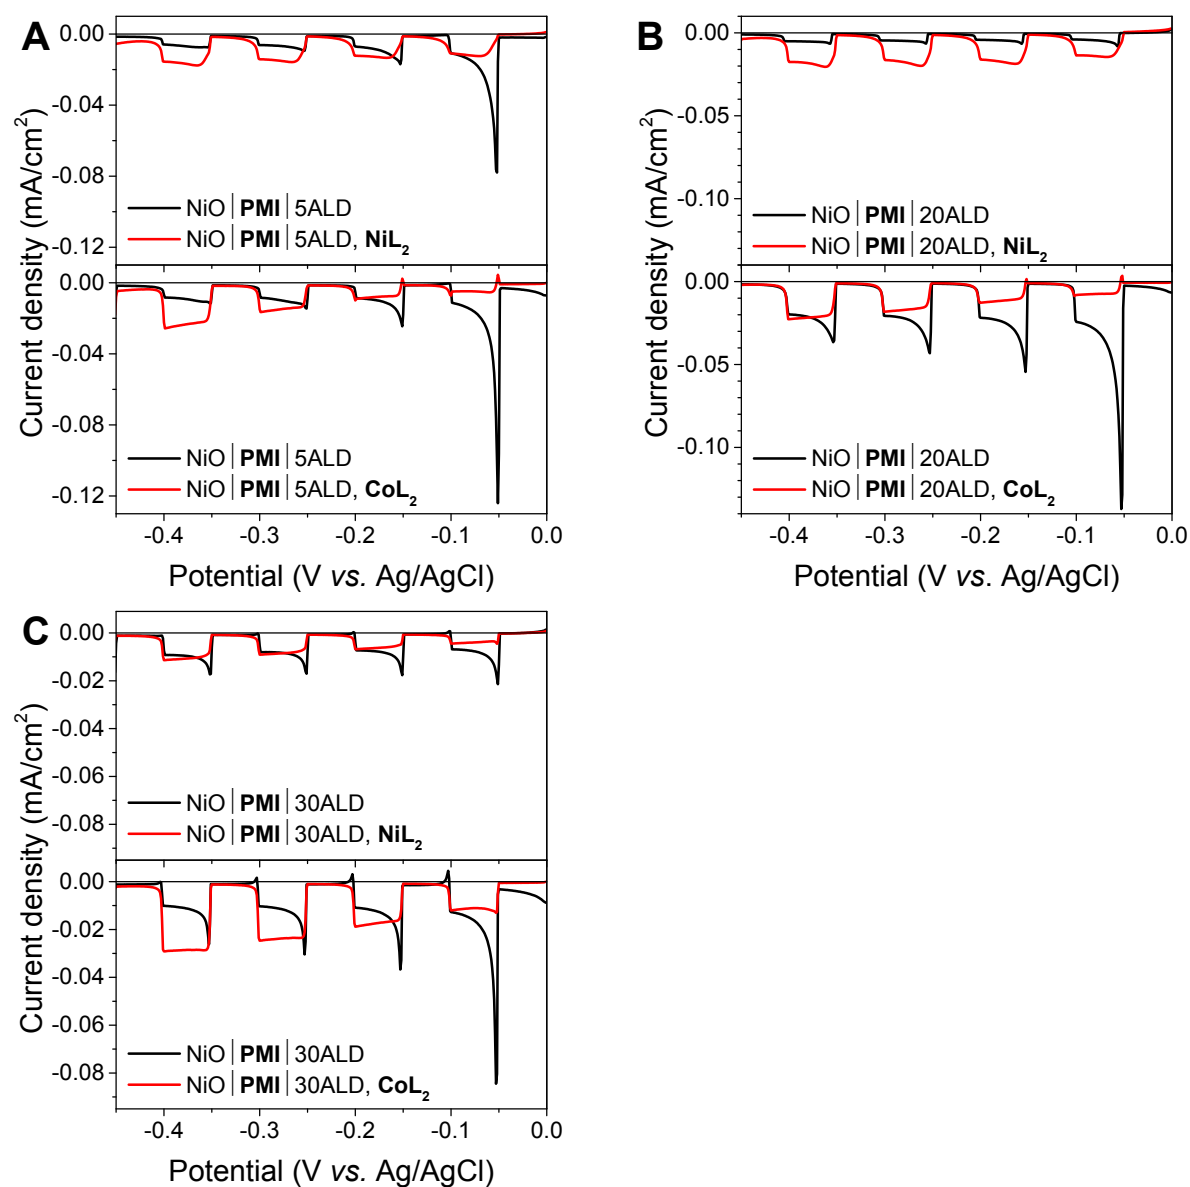 A
0.00
-0.04
-0.08
-0.12
NiO | PMI | 5ALD
NiO | PMI | 5ALD, NiL₂
0.00
-0.04
-0.08
-0.12
NiO | PMI | 5ALD
NiO | PMI | 5ALD, CoL₂
-0.4 -0.3 -0.2 -0.1 0.0
Potential (V vs. Ag/AgCl)
Current density (mA/cm²)
B
0.00
-0.05
-0.10
NiO | PMI | 20ALD
NiO | PMI | 20ALD, NiL₂
0.00
-0.05
-0.10
NiO | PMI | 20ALD
NiO | PMI | 20ALD, CoL₂
-0.4 -0.3 -0.2 -0.1 0.0
Potential (V vs. Ag/AgCl)
Current density (mA/cm²)
C
0.00
-0.02
-0.04
-0.06
-0.08
NiO | PMI | 30ALD
NiO | PMI | 30ALD, NiL₂
0.00
-0.02
-0.04
-0.06
-0.08
NiO | PMI | 30ALD
NiO | PMI | 30ALD, CoL₂
-0.4 -0.3 -0.2 -0.1 0.0
Potential (V vs. Ag/AgCl)
Current density (mA/cm²)